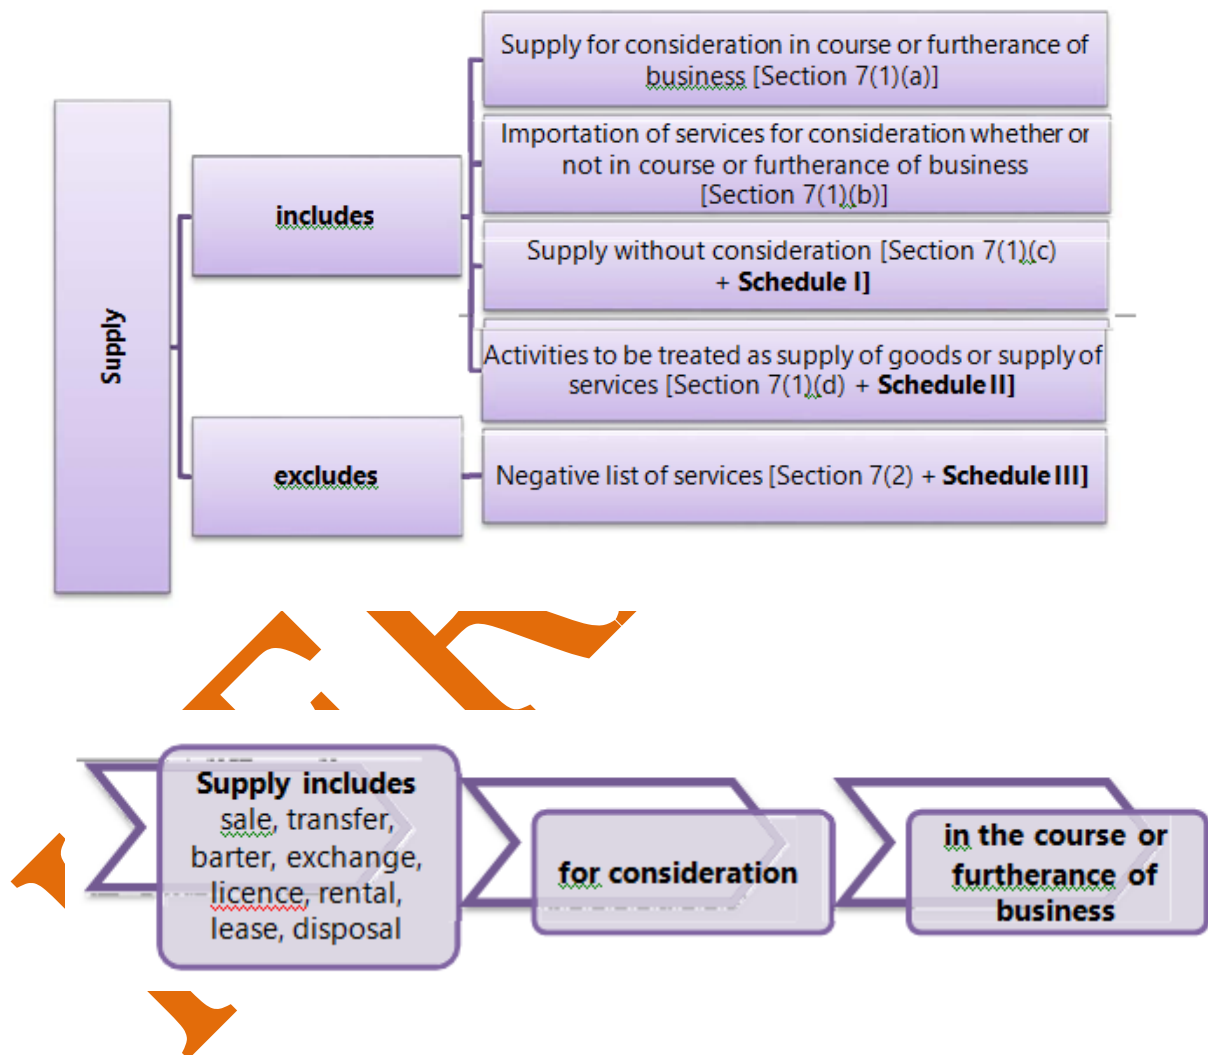 Supply
includes
Supply for consideration in course or furtherance of
business [Section 7(1)(a)]
Importation of services for consideration whether or
not in course or furtherance of business
[Section 7(1)(b)]
Supply without consideration [Section 7(1)(c)
+ Schedule I]
Activities to be treated as supply of goods or supply of
services [Section 7(1)(d) + Schedule II]
excludes
Negative list of services [Section 7(2) + Schedule III]
Supply includes
sale, transfer,
barter, exchange,
licence, rental,
lease, disposal
for consideration
in the course or
furtherance of
business